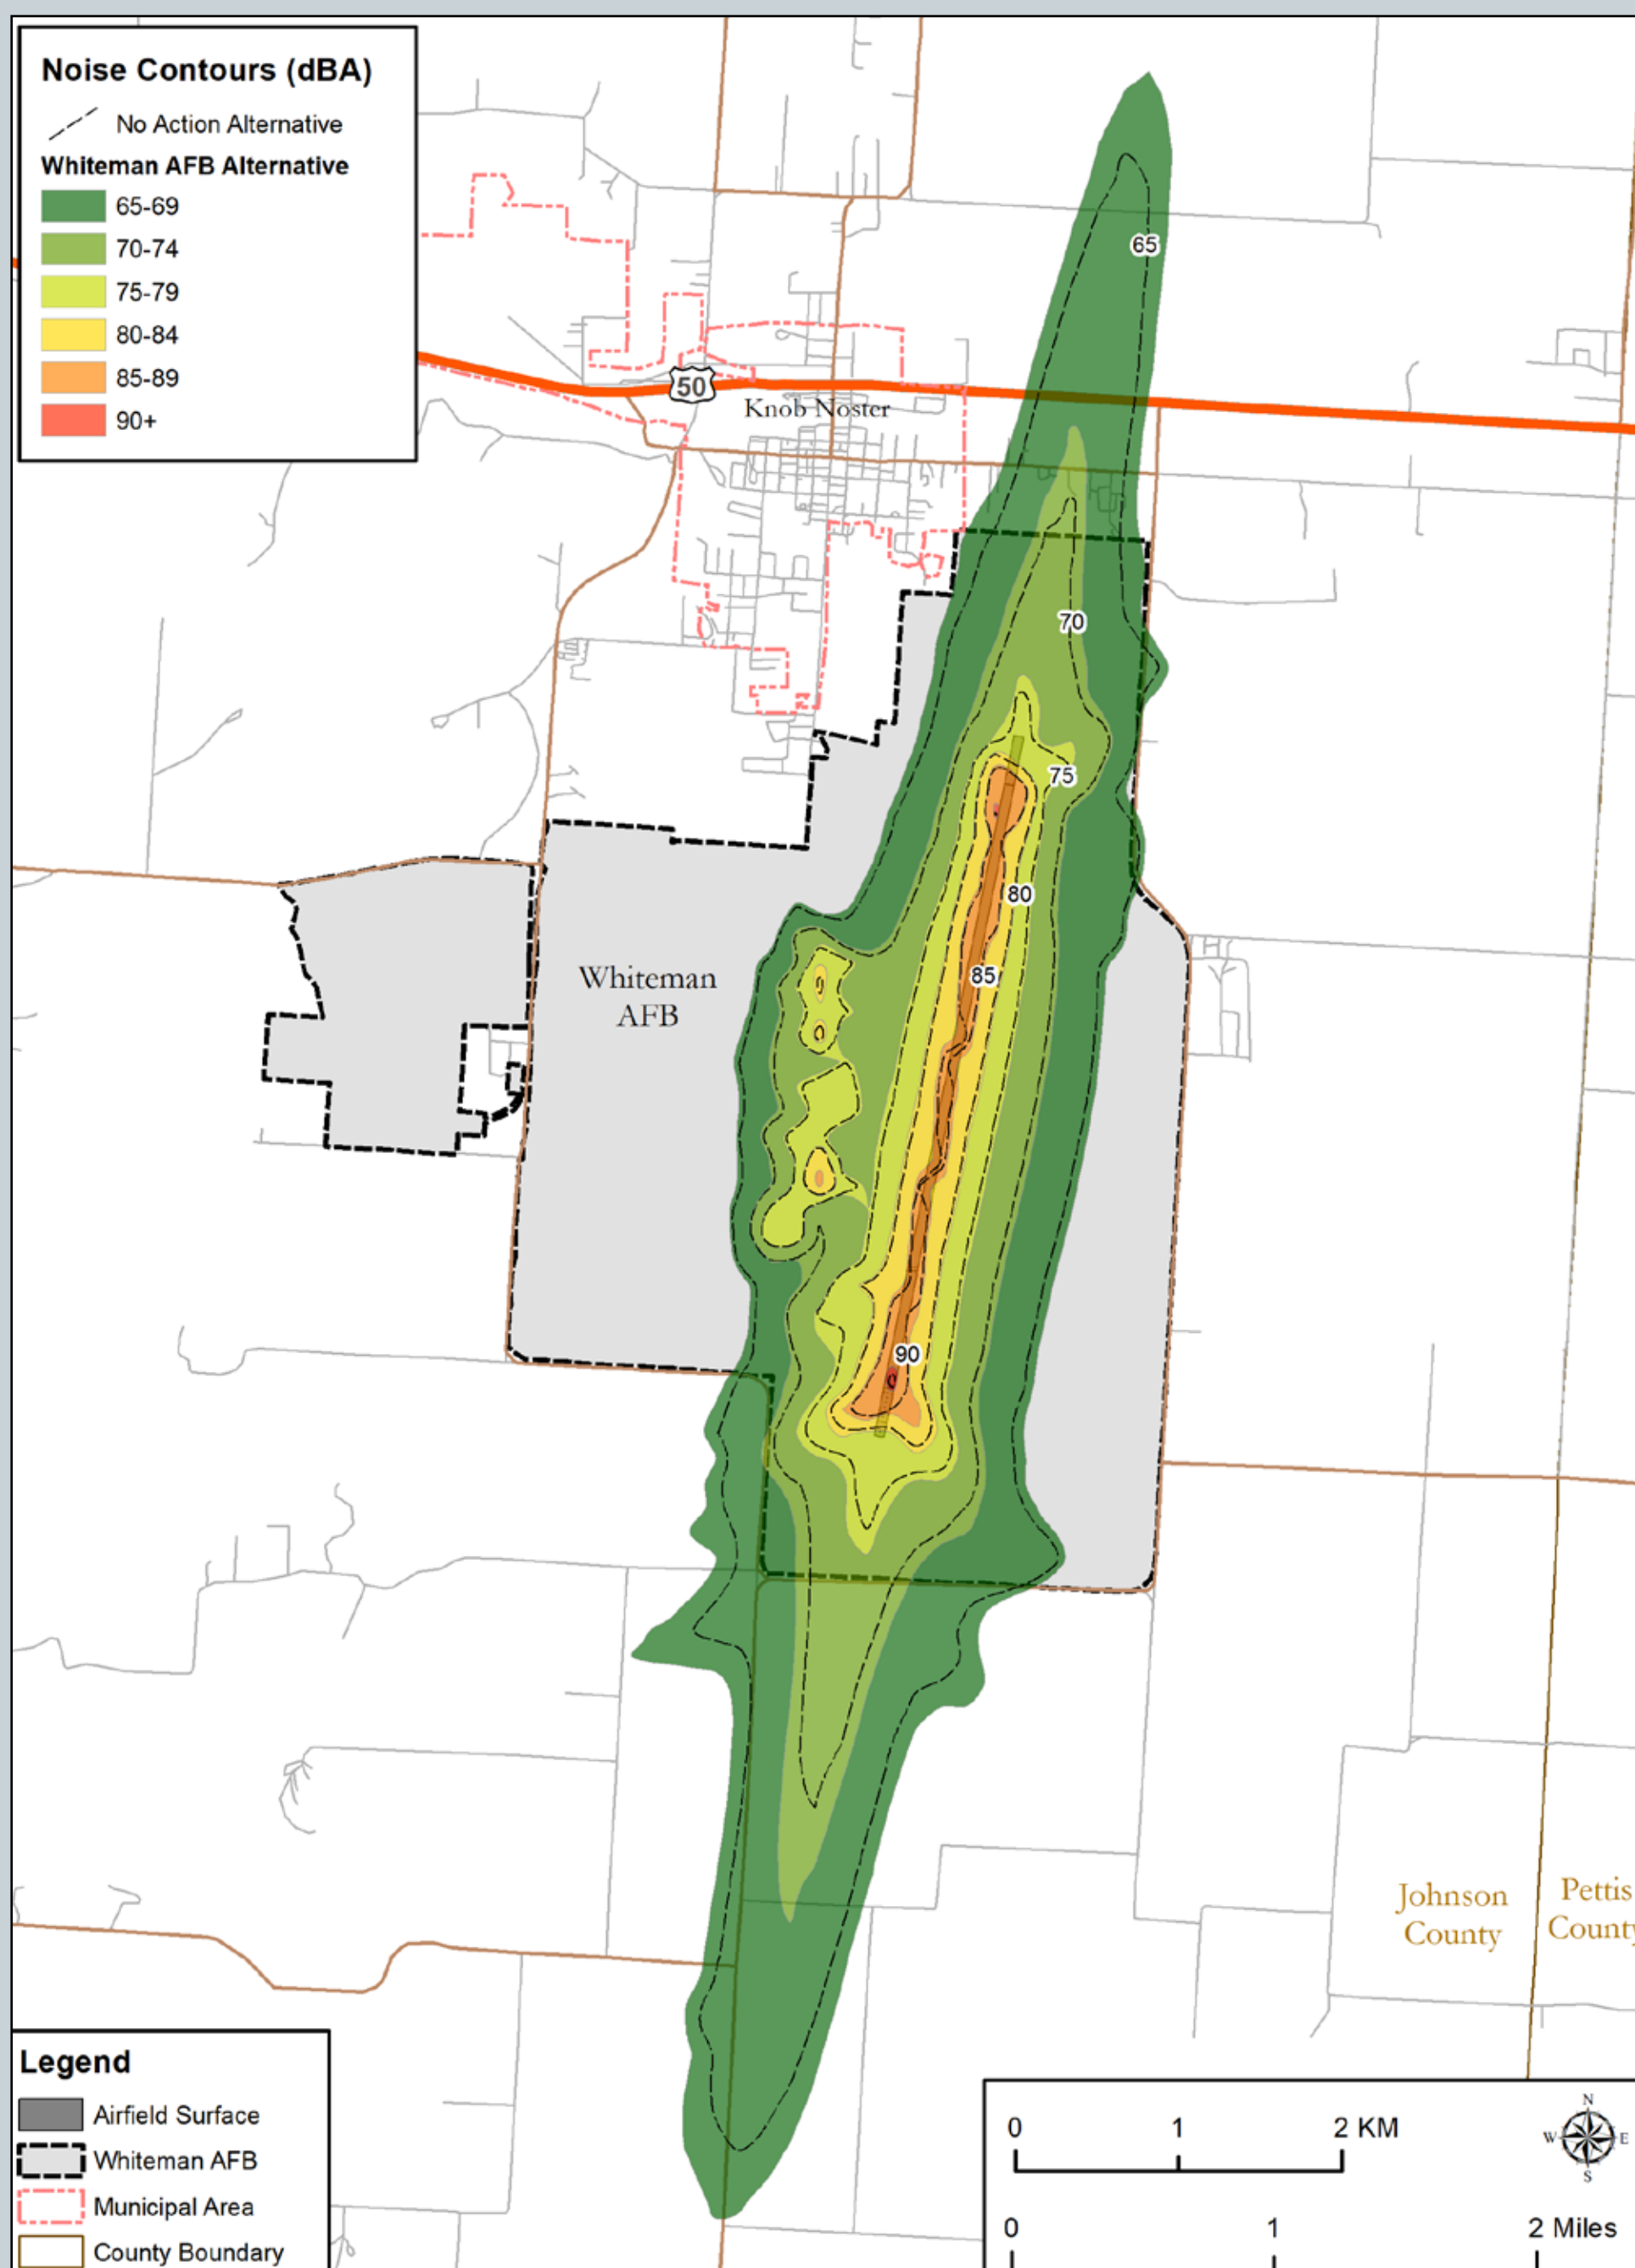 Noise Contours (dBA)
No Action Alternative
Whiteman AFB Alternative
65-69
70-74
75-79
80-84
85-89
90+
65
50
Knob Noster
70
75
80
85
Whiteman
AFB
90
Johnson
County
Pettis
County
Legend
Airfield Surface
Whiteman AFB
Municipal Area
County Boundary
0 1 2 KM
N
W E
S
0 1 2 Miles